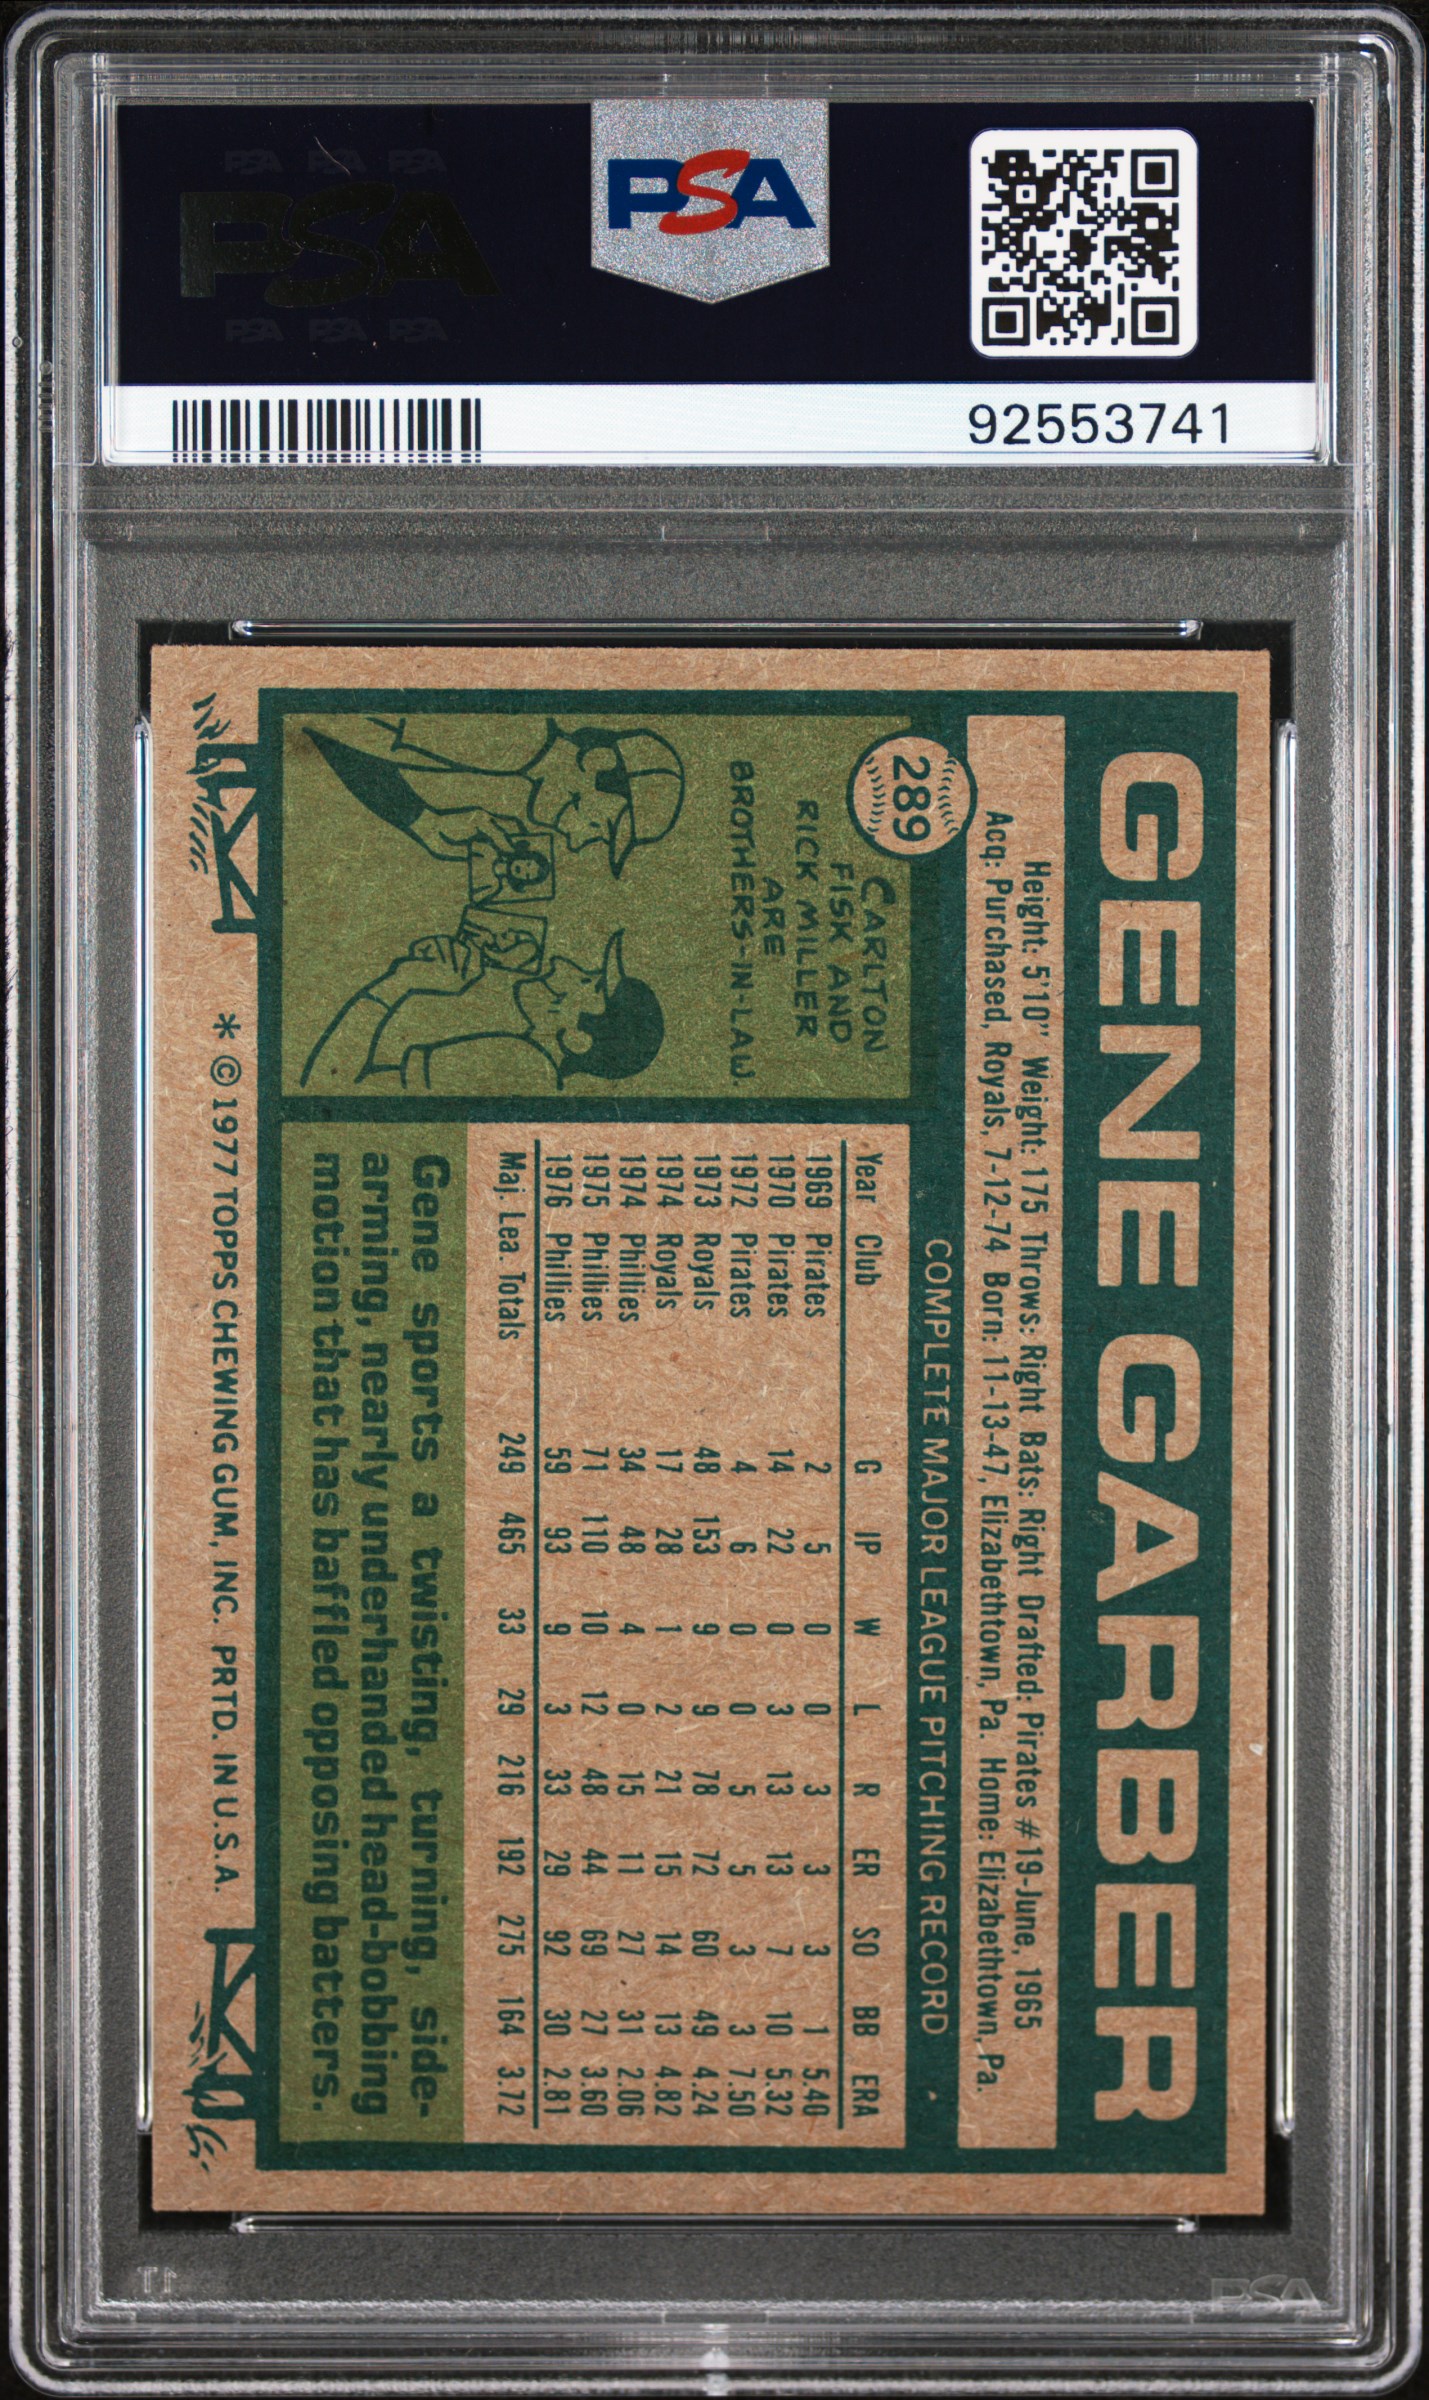 PSA PSA PSA
PSA
PSA PSA PSA
PSA
92553741
GENE GARBER
Height: 5'10" Weight: 175 Throws: Right Bats: Right Drafted: Pirates #19-June, 1965
Acq: Purchased, Royals, 7-12-74 Born: 11-13-47, Elizabethtown, Pa. Home: Elizabethtown, Pa.
289
CARLTON
FISK AND
RICK MILLER
ARE
BROTHERS-IN-LAW.
COMPLETE MAJOR LEAGUE PITCHING RECORD
Year Club G IP W L R ER SO BB ERA
1969 Pirates 2 5 0 0 3 3 3 1 5.40
1970 Pirates 14 22 0 3 13 13 7 10 5.32
1972 Pirates 4 6 0 0 5 5 3 3 7.50
1973 Royals 48 153 9 9 78 72 60 49 4.24
1974 Royals 17 28 1 2 21 15 14 13 4.82
1974 Phillies 34 48 4 0 15 11 27 31 2.06
1975 Phillies 71 110 10 12 48 44 69 27 3.60
1976 Phillies 59 93 9 3 33 29 92 30 2.81
Maj. Lea. Totals 249 465 33 29 216 192 275 164 3.72
Gene sports a twisting, turning, side-
arming, nearly underhanded head-bobbing
motion that has baffled opposing batters.
* © 1977 TOPPS CHEWING GUM, INC. PRTD. IN U.S.A.
PSA